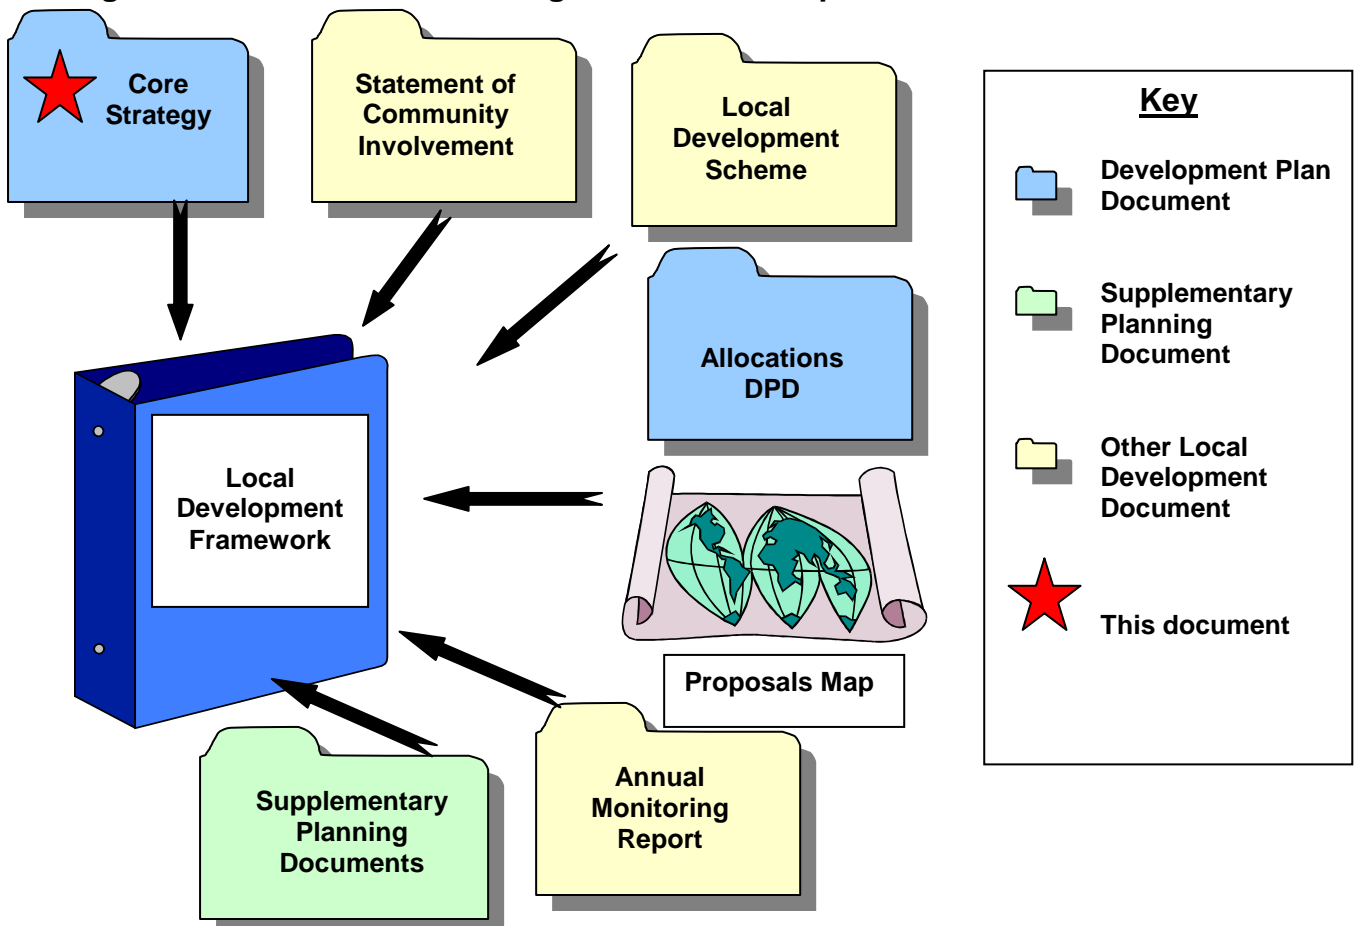 Core
Strategy
Statement of
Community
Involvement
Local
Development
Scheme
Allocations
DPD
Local
Development
Framework
Proposals Map
Annual
Monitoring
Report
Supplementary
Planning
Documents
Key
Development Plan
Document
Supplementary
Planning
Document
Other Local
Development
Document
This document